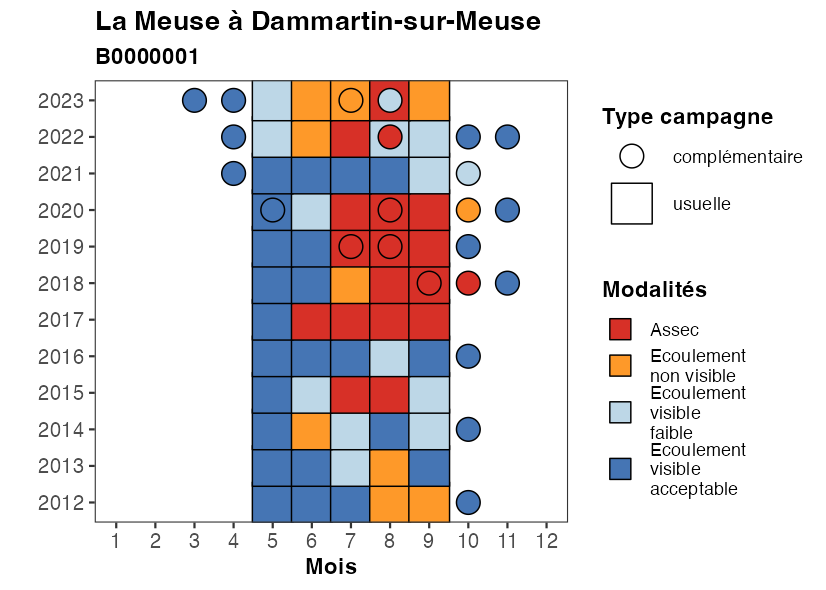 La Meuse à Dammartin-sur-Meuse
B0000001
2023
2022
2021
2020
2019
2018
2017
2016
2015
2014
2013
2012
1 2 3 4 5 6 7 8 9 10 11 12
Mois
Type campagne
complémentaire
usuelle
Modalités
Assec
Ecoulement
non visible
Ecoulement
visible
faible
Ecoulement
visible
acceptable